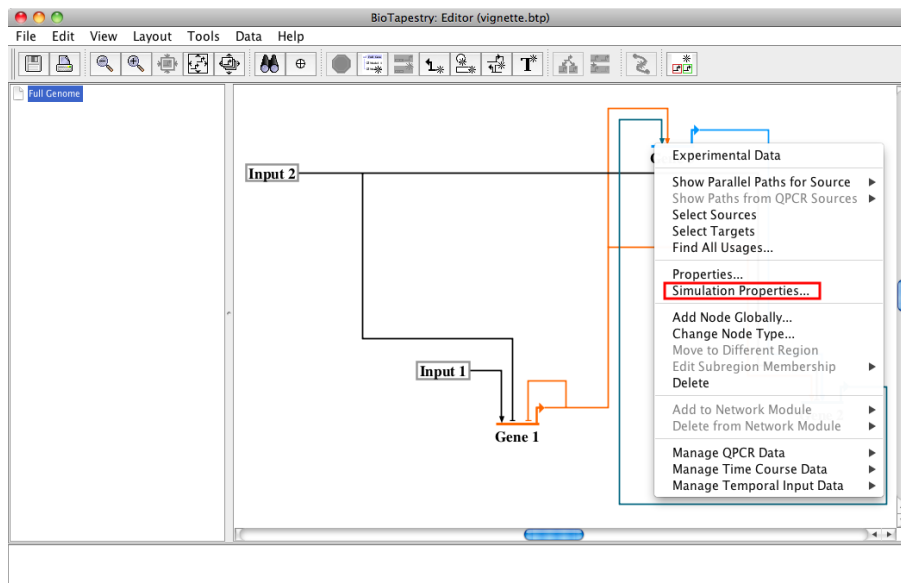 BioTapestry: Editor (vignette.btp)
File Edit View Layout Tools Data Help
Full Genome
Input 2
Input 1
Gene 1
Experimental Data
Show Parallel Paths for Source
Show Paths from QPCR Sources
Select Sources
Select Targets
Find All Usages...
Properties...
Simulation Properties...
Add Node Globally...
Change Node Type...
Move to Different Region
Edit Subregion Membership
Delete
Add to Network Module
Delete from Network Module
Manage QPCR Data
Manage Time Course Data
Manage Temporal Input Data